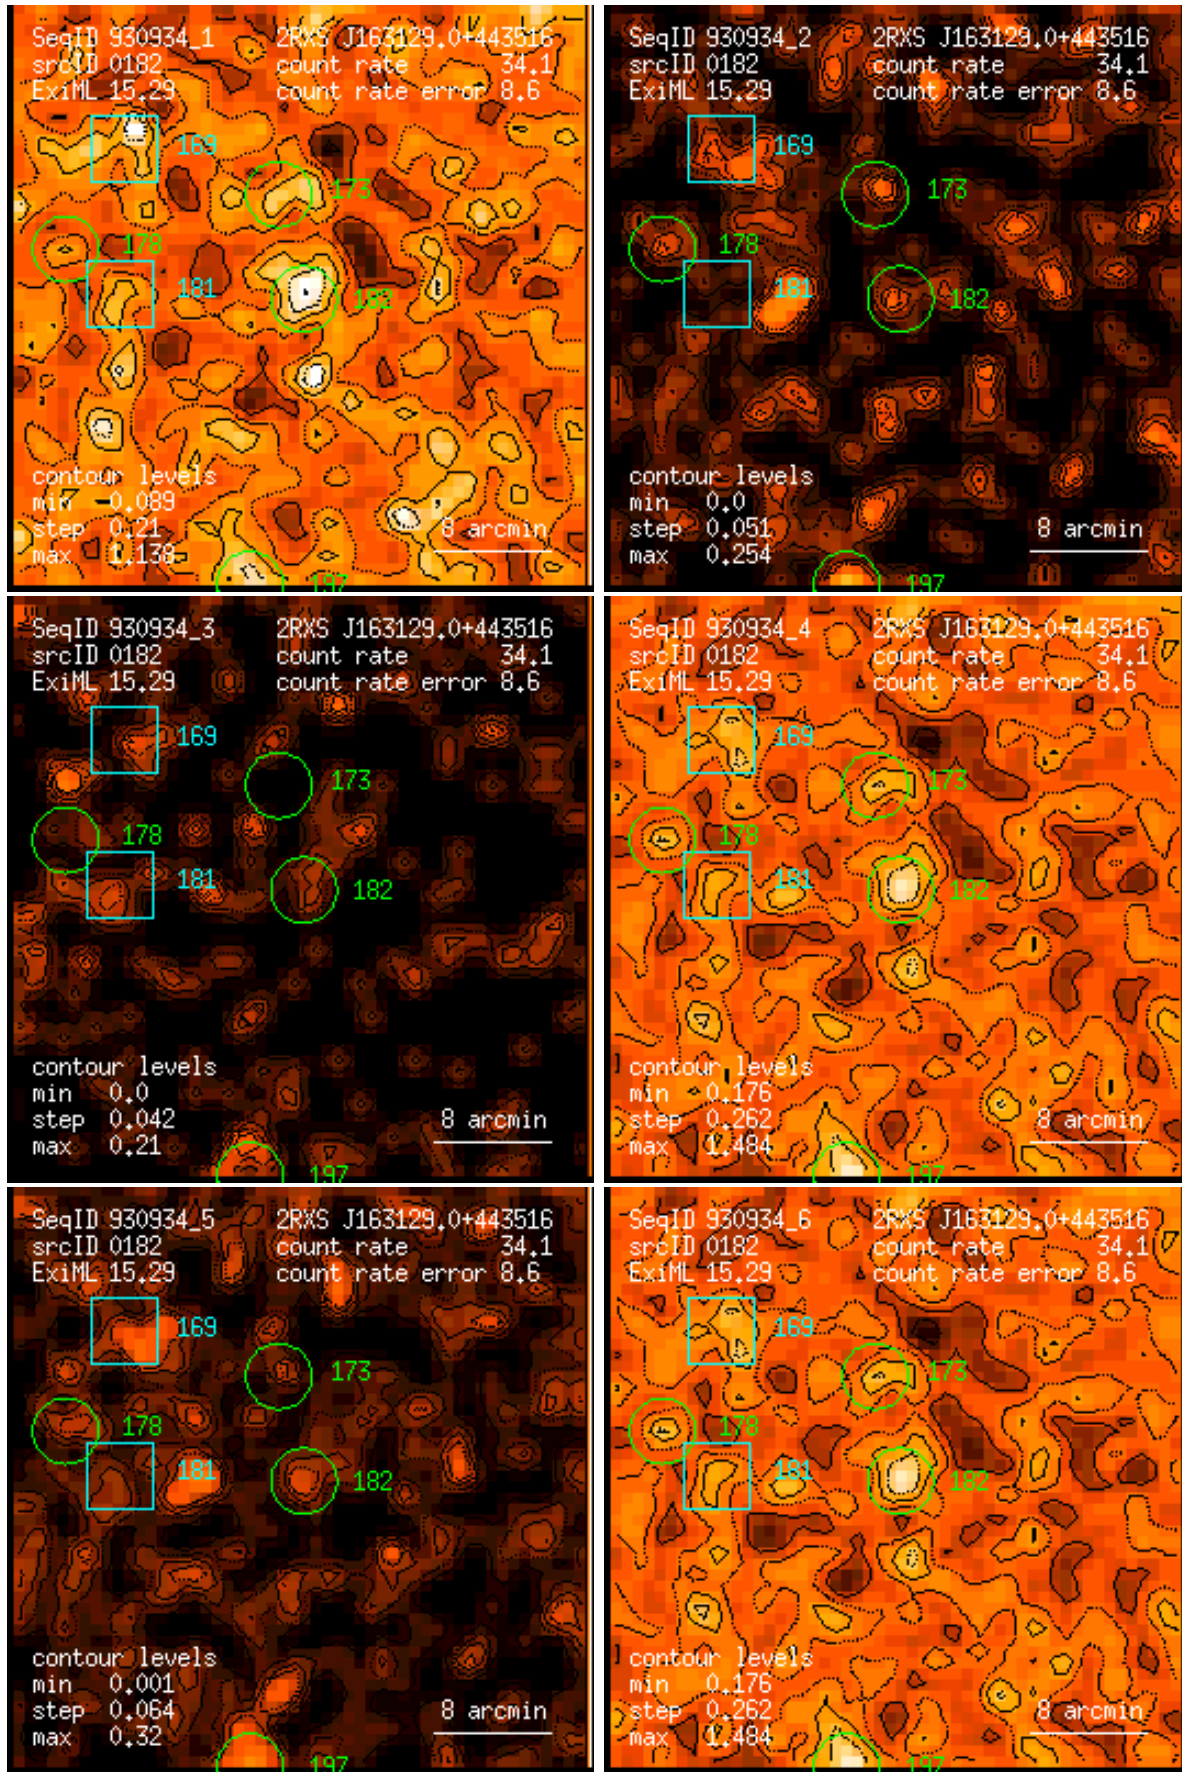 SeqID 930934_1 2RXS J163129.0+443516
srcID 0182 count rate 34.1
ExiML 15.29 count rate error 8.6
169
173
178
181
182
contour levels
min -0.089
step 0.21
max 1.138
8 arcmin
197
SeqID 930934_2 2RXS J163129.0+443516
srcID 0182 count rate 34.1
ExiML 15.29 count rate error 8.6
169
173
178
181
182
contour levels
min 0.0
step 0.051
max 0.254
8 arcmin
197
SeqID 930934_3 2RXS J163129.0+443516
srcID 0182 count rate 34.1
ExiML 15.29 count rate error 8.6
169
173
178
181
182
contour levels
min 0.0
step 0.042
max 0.21
8 arcmin
197
SeqID 930934_4 2RXS J163129.0+443516
srcID 0182 count rate 34.1
ExiML 15.29 count rate error 8.6
169
173
178
181
182
contour levels
min 0.176
step 0.262
max 1.484
8 arcmin
197
SeqID 930934_5 2RXS J163129.0+443516
srcID 0182 count rate 34.1
ExiML 15.29 count rate error 8.6
169
173
178
181
182
contour levels
min 0.001
step 0.064
max 0.32
8 arcmin
197
SeqID 930934_6 2RXS J163129.0+443516
srcID 0182 count rate 34.1
ExiML 15.29 count rate error 8.6
169
173
178
181
182
contour levels
min 0.176
step 0.262
max 1.484
8 arcmin
197